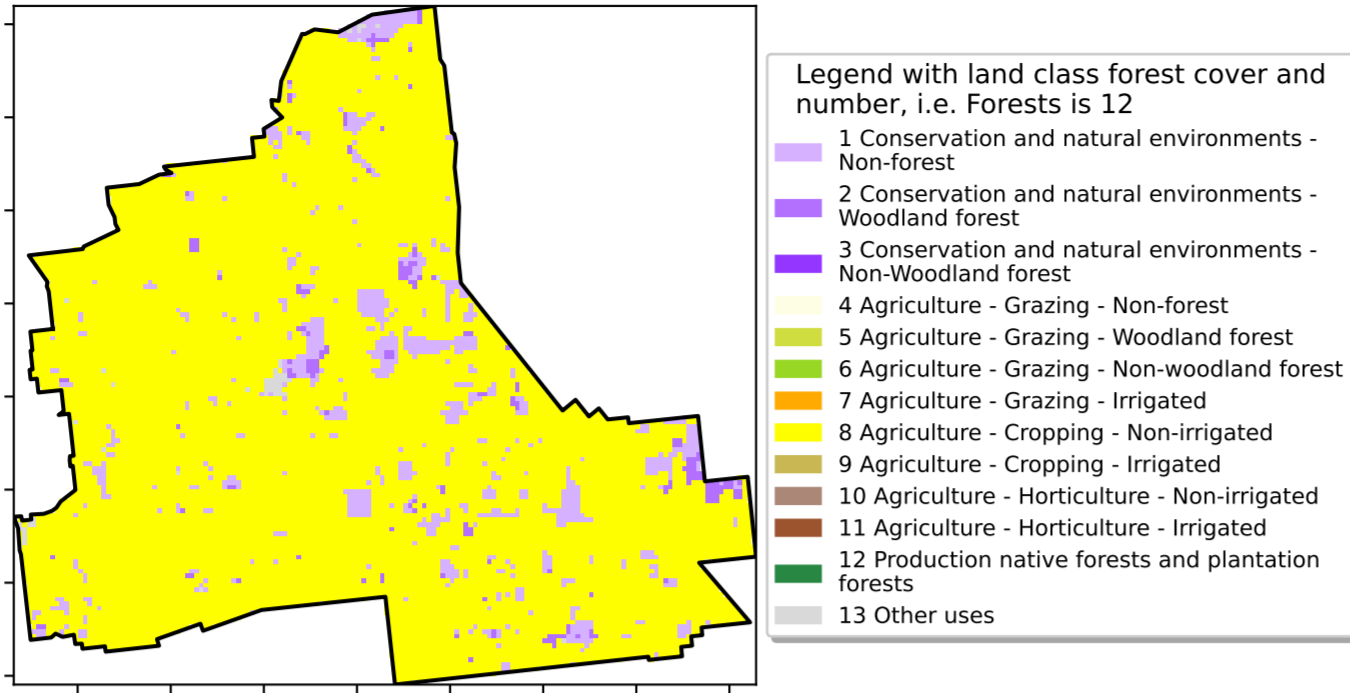 Legend with land class forest cover and
number, i.e. Forests is 12
1 Conservation and natural environments -
Non-forest
2 Conservation and natural environments -
Woodland forest
3 Conservation and natural environments -
Non-Woodland forest
4 Agriculture - Grazing - Non-forest
5 Agriculture - Grazing - Woodland forest
6 Agriculture - Grazing - Non-woodland forest
7 Agriculture - Grazing - Irrigated
8 Agriculture - Cropping - Non-irrigated
9 Agriculture - Cropping - Irrigated
10 Agriculture - Horticulture - Non-irrigated
11 Agriculture - Horticulture - Irrigated
12 Production native forests and plantation
forests
13 Other uses